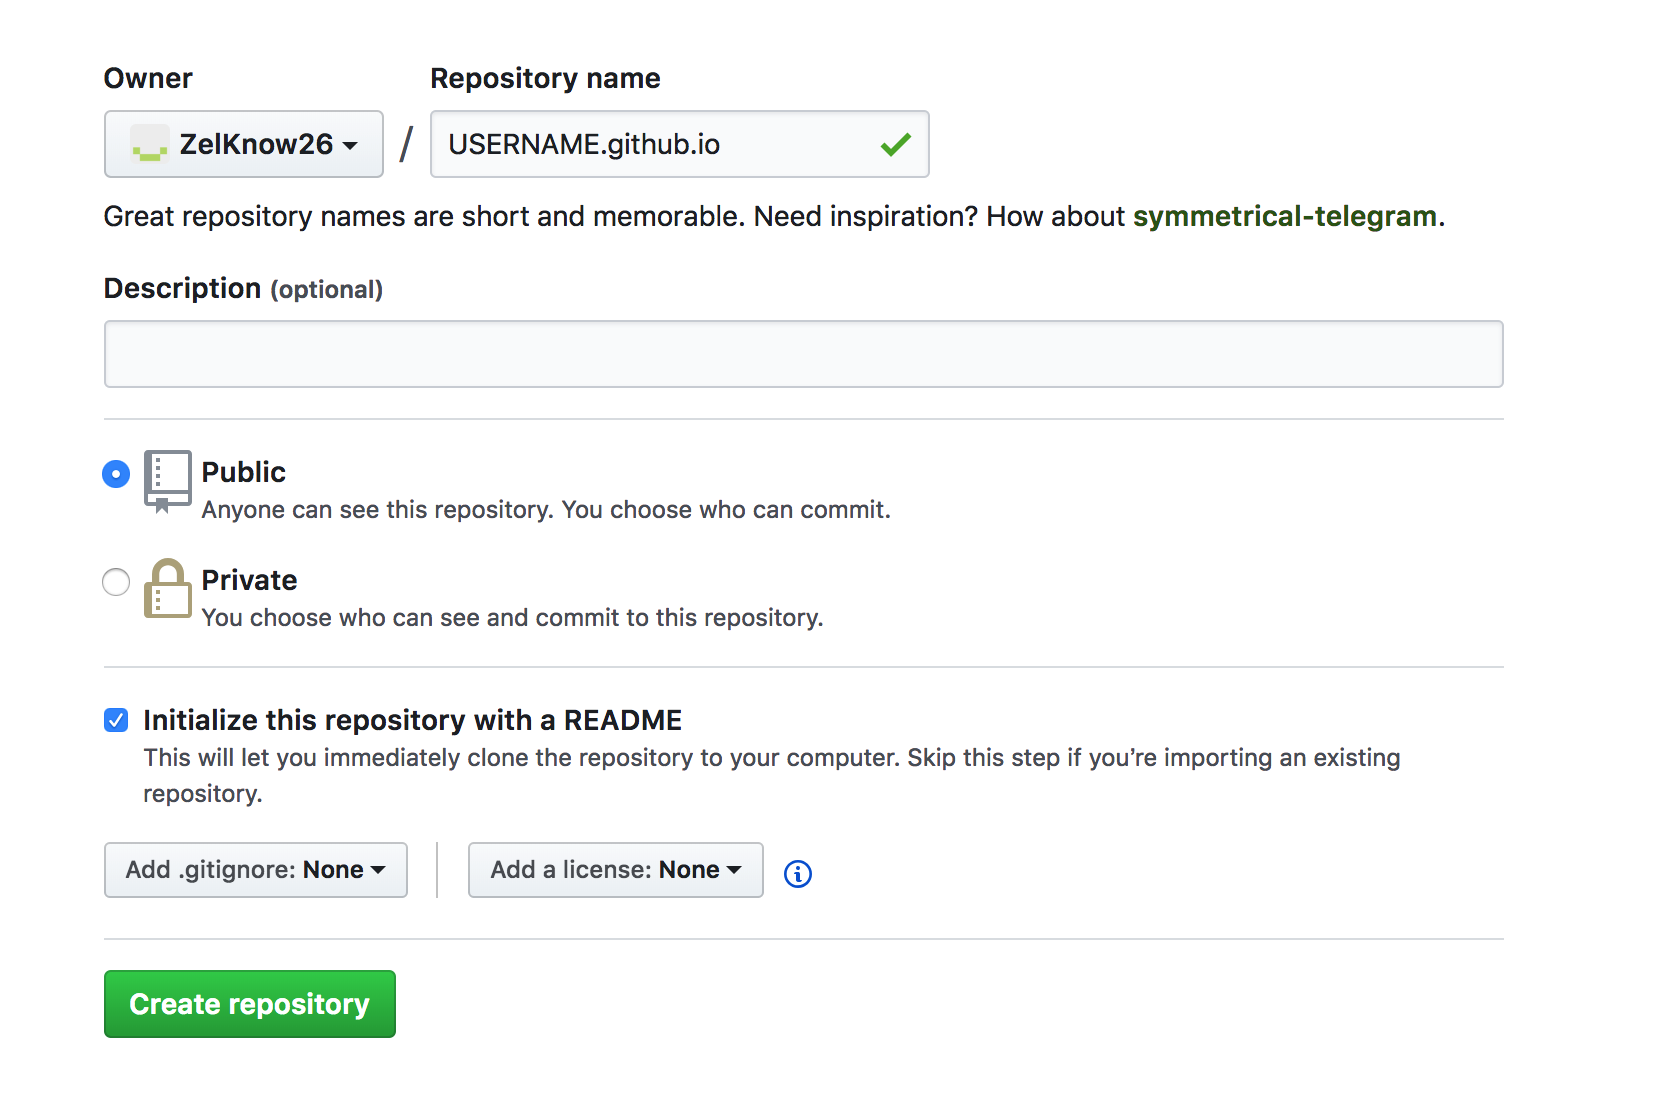 Owner
Repository name
ZelKnow26
/
USERNAME.github.io
Great repository names are short and memorable. Need inspiration? How about symmetrical-telegram.
Description (optional)
Public
Anyone can see this repository. You choose who can commit.
Private
You choose who can see and commit to this repository.
Initialize this repository with a README
This will let you immediately clone the repository to your computer. Skip this step if you’re importing an existing
repository.
Add .gitignore: None
Add a license: None
Create repository